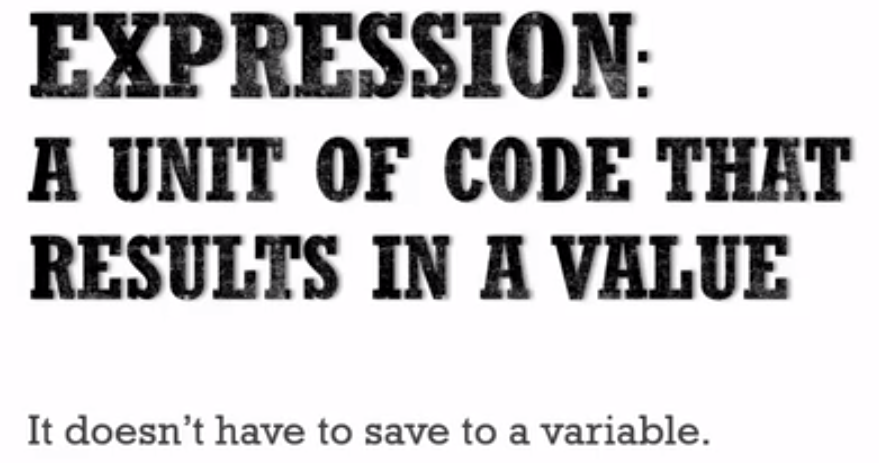 EXPRESSION:
A UNIT OF CODE THAT
RESULTS IN A VALUE
It doesn't have to save to a variable.